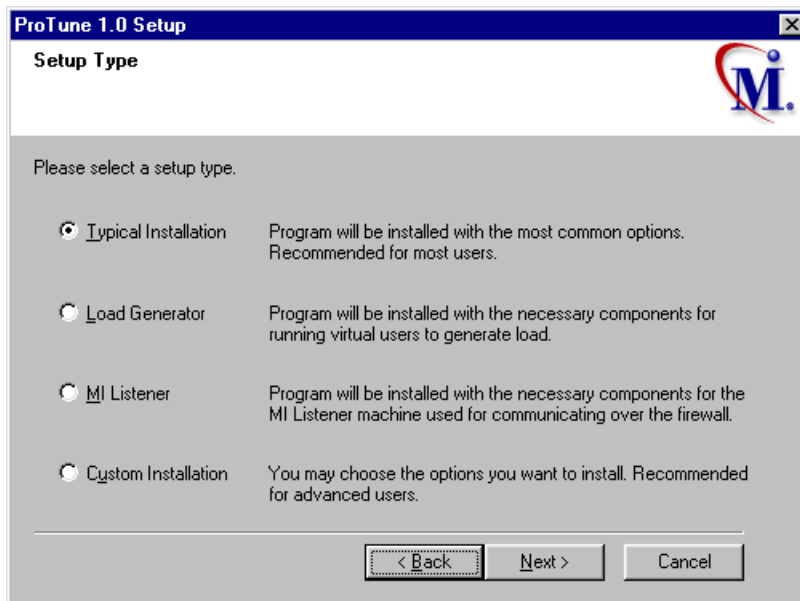 ProTune 1.0 Setup
Setup Type
M.
Please select a setup type.
Typical Installation
Program will be installed with the most common options.
Recommended for most users.
Load Generator
Program will be installed with the necessary components for
running virtual users to generate load.
MI Listener
Program will be installed with the necessary components for the
MI Listener machine used for communicating over the firewall.
Custom Installation
You may choose the options you want to install. Recommended
for advanced users.
< Back
Next >
Cancel